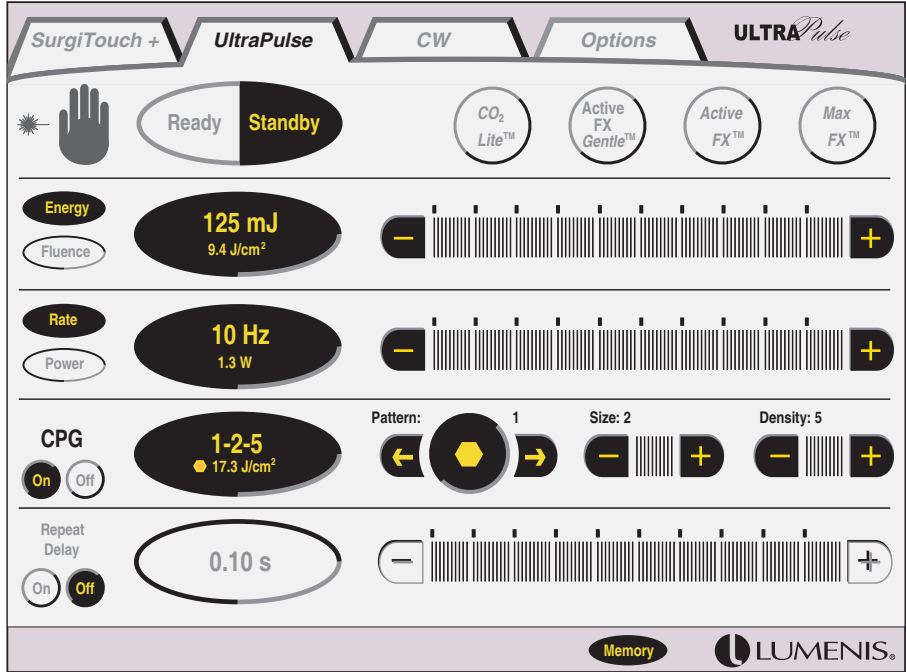 SurgiTouch +
UltraPulse
CW
Options
ULTRAPulse
Ready
Standby
CO₂
Lite™
Active
FX
Gentle™
Active
FX™
Max
FX™
Energy
Fluence
125 mJ
9.4 J/cm²
− +
Rate
Power
10 Hz
1.3 W
− +
CPG
On Off
1-2-5
17.3 J/cm²
Pattern: 1
Size: 2
− +
Density: 5
− +
Repeat
Delay
On Off
0.10 s
− +
Memory
LUMENIS®